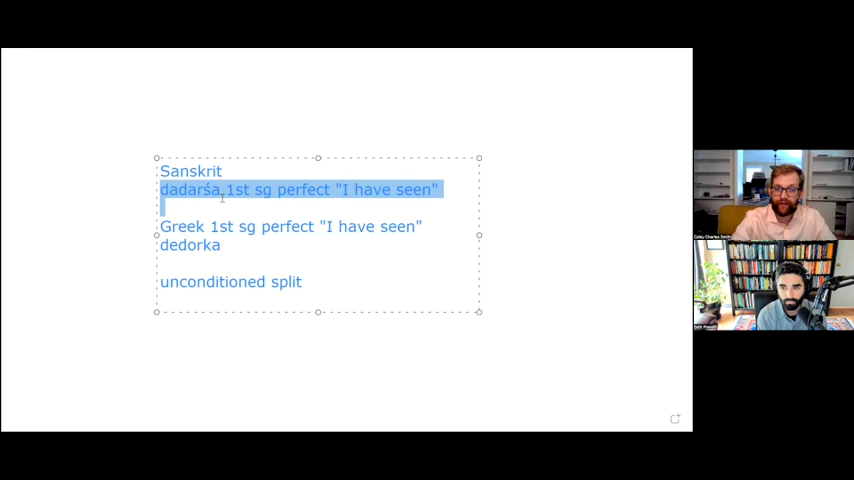 Sanskrit
dadarśa 1st sg perfect "I have seen"
Greek 1st sg perfect "I have seen"
dedorka
unconditioned split